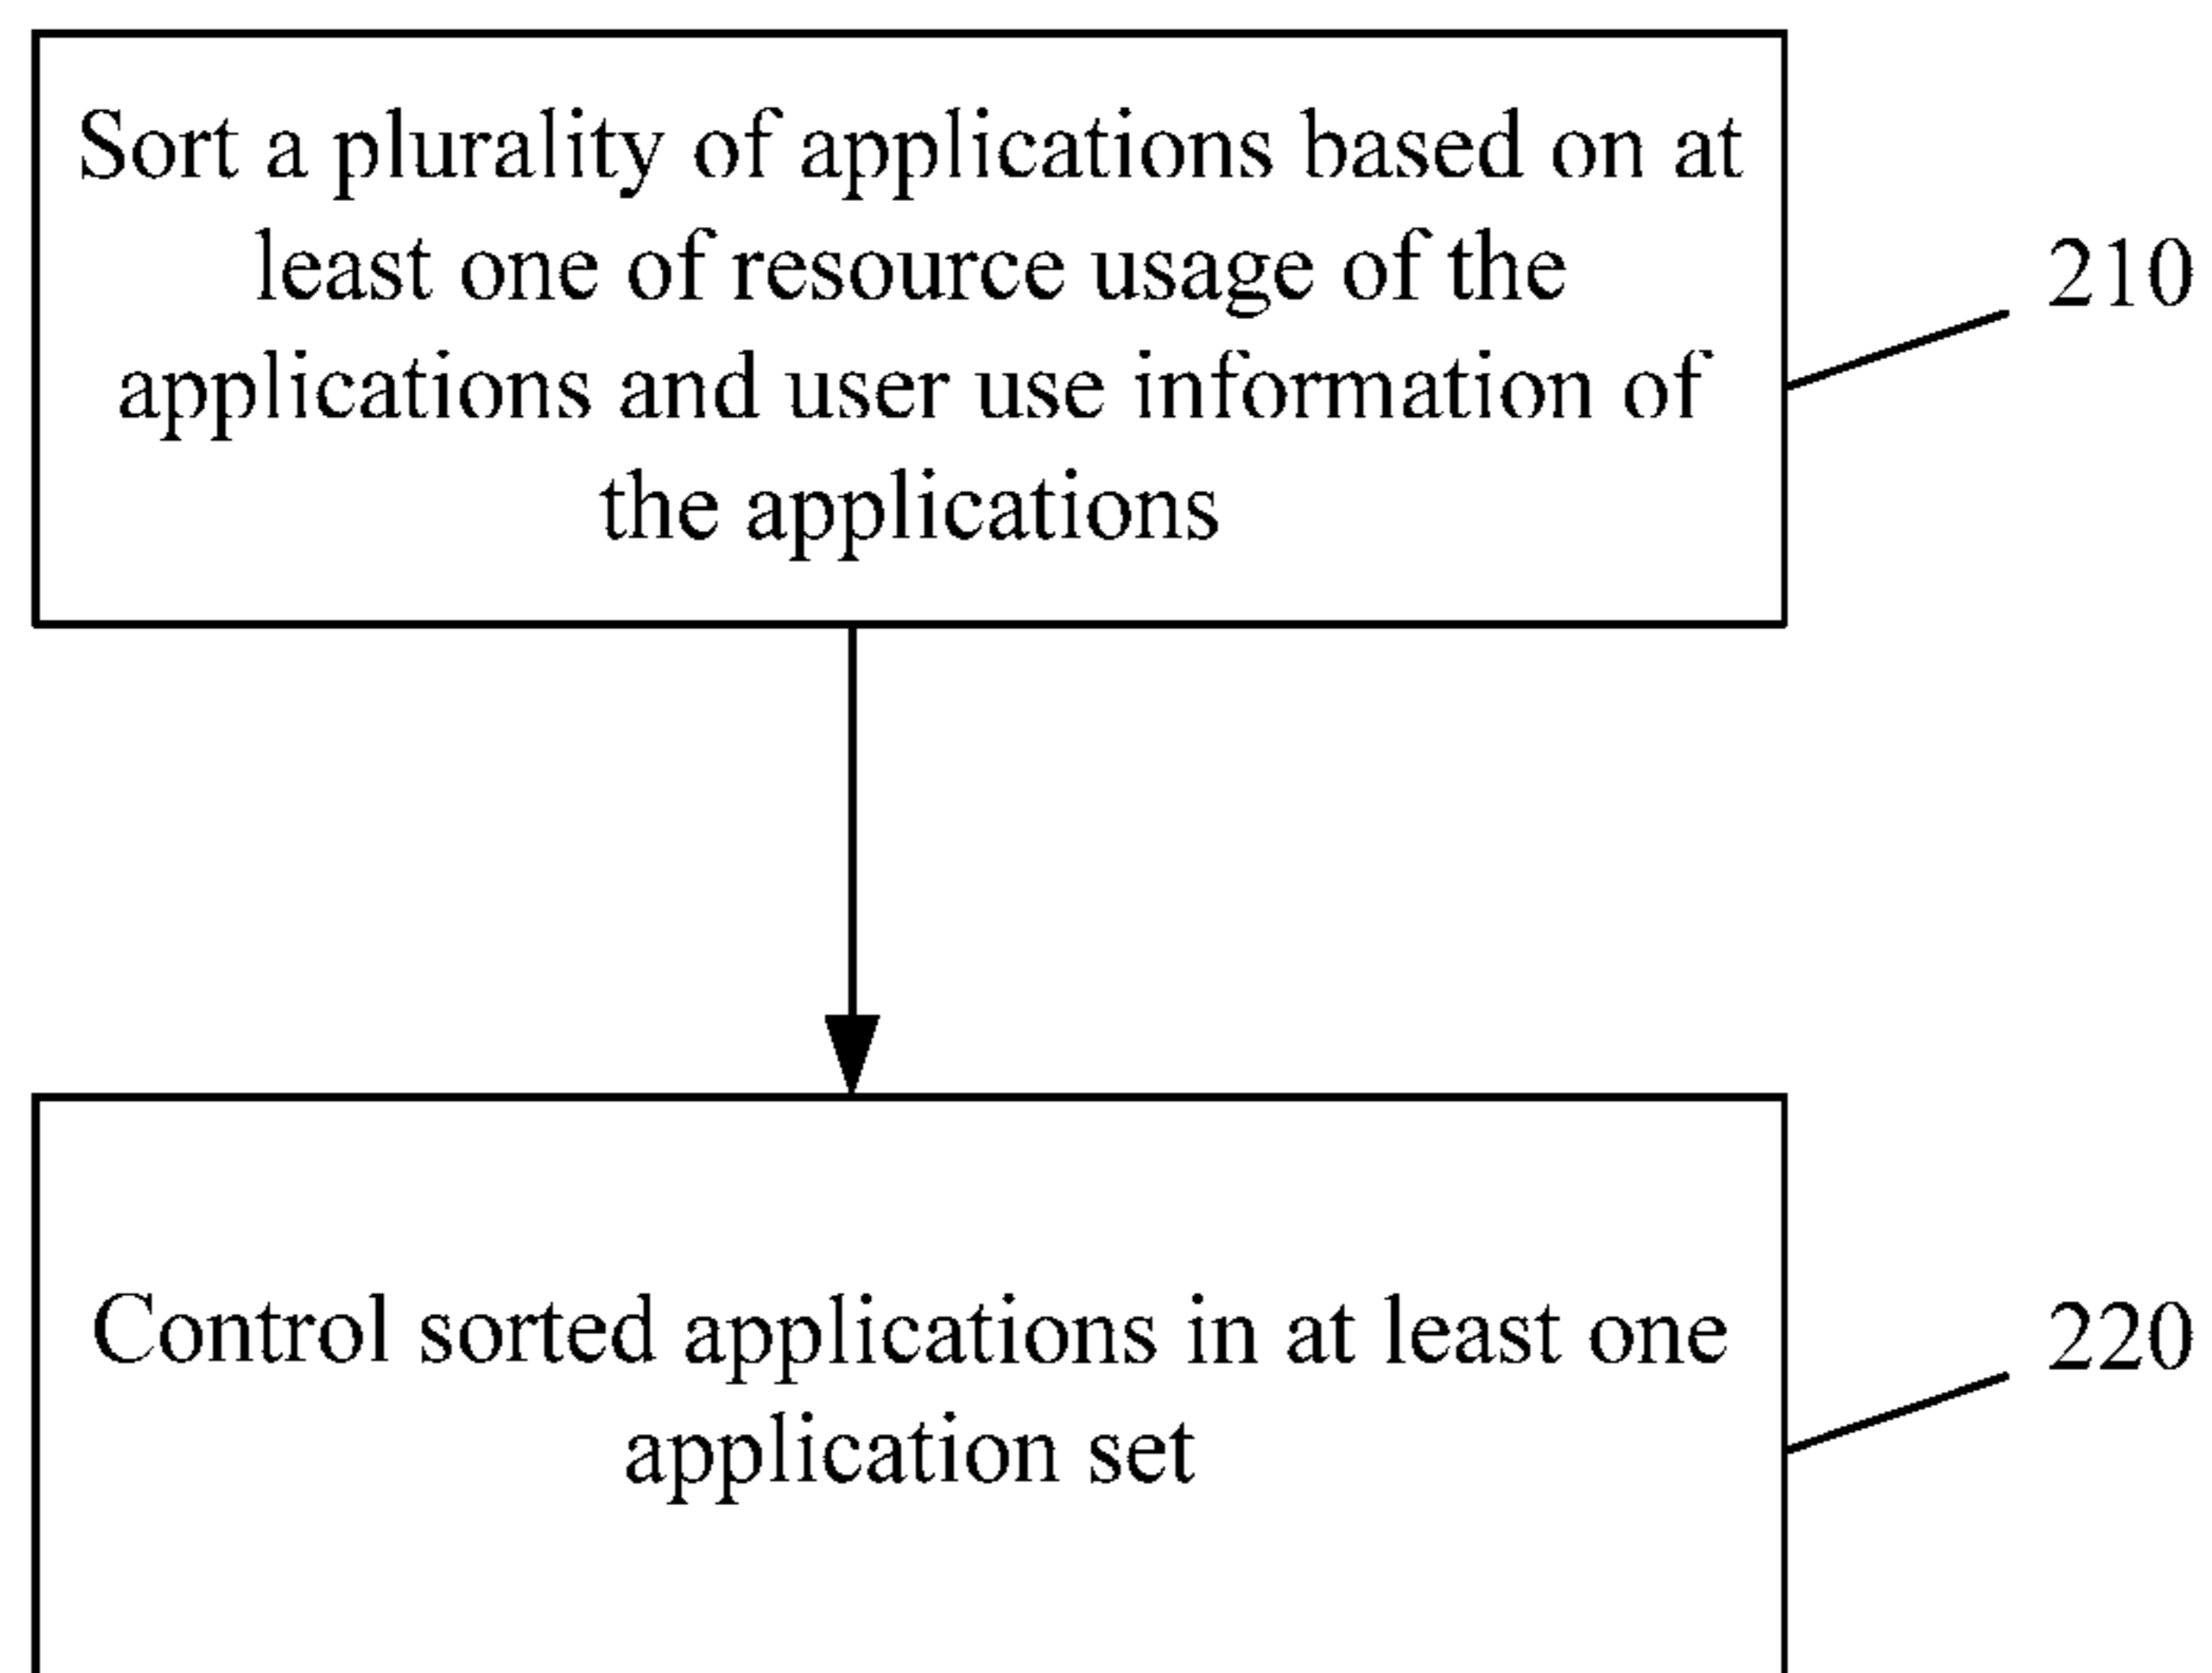 Sort a plurality of applications based on at
least one of resource usage of the
applications and user use information of
the applications
210
Control sorted applications in at least one
application set
220